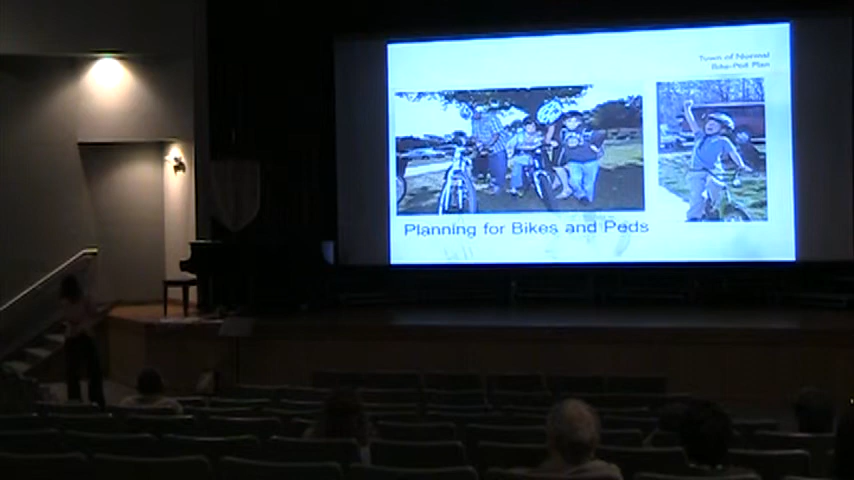 Town of Normal
Bike-Ped Plan
Planning for Bikes and Peds